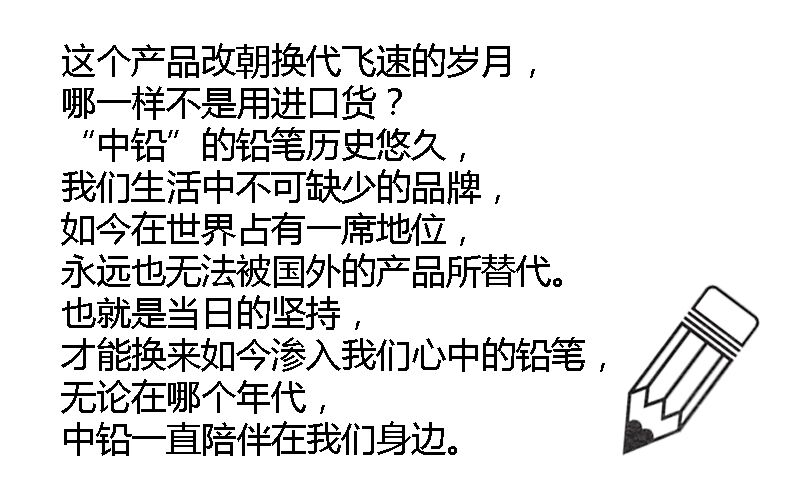 这个产品改朝换代飞速的岁月，
哪一样不是用进口货？
“中铅”的铅笔历史悠久，
我们生活中不可缺少的品牌，
如今在世界占有一席地位，
永远也无法被国外的产品所替代。
也就是当日的坚持，
才能换来如今渗入我们心中的铅笔，
无论在哪个年代，
中铅一直陪伴在我们身边。